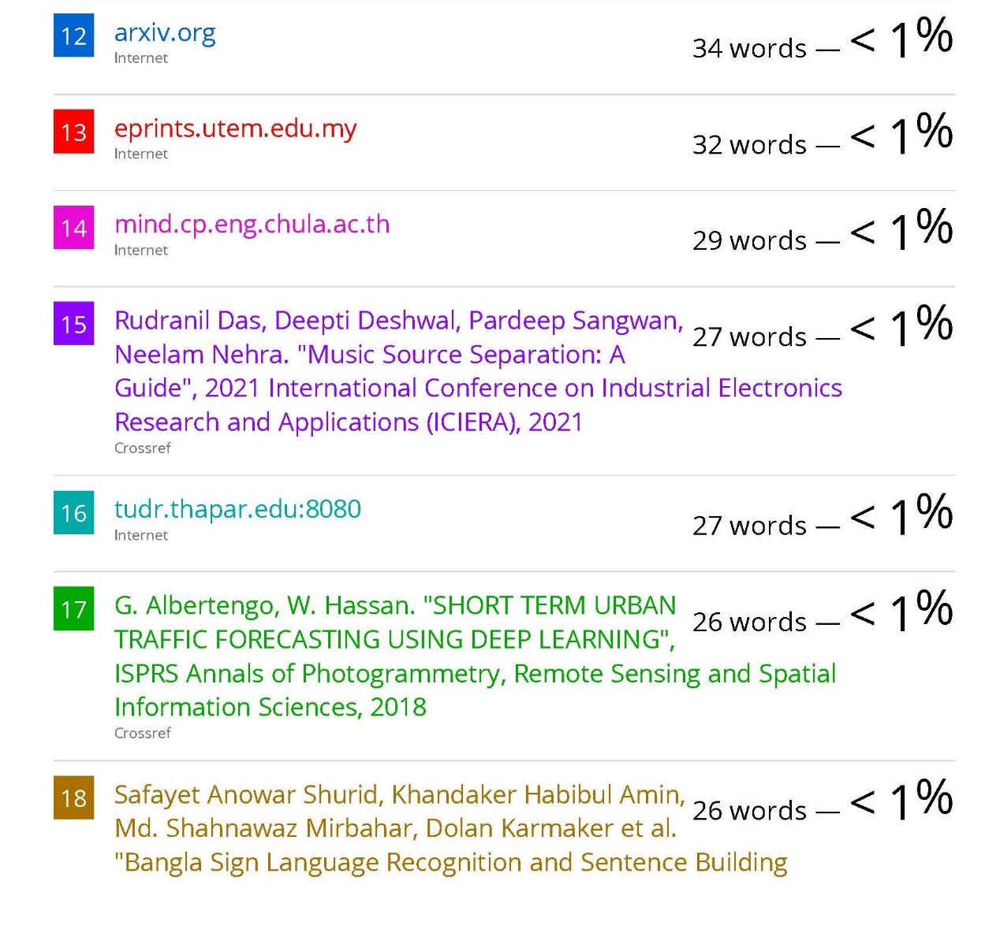 12 arxiv.org 34 words — < 1%
Internet
13 eprints.utem.edu.my 32 words — < 1%
Internet
14 mind.cp.eng.chula.ac.th 29 words — < 1%
Internet
15 Rudranil Das, Deepti Deshwal, Pardeep Sangwan, 27 words — < 1%
Neelam Nehra. "Music Source Separation: A
Guide", 2021 International Conference on Industrial Electronics
Research and Applications (ICIERA), 2021
Crossref
16 tudr.thapar.edu:8080 27 words — < 1%
Internet
17 G. Albertengo, W. Hassan. "SHORT TERM URBAN 26 words — < 1%
TRAFFIC FORECASTING USING DEEP LEARNING",
ISPRS Annals of Photogrammetry, Remote Sensing and Spatial
Information Sciences, 2018
Crossref
18 Safayet Anowar Shurid, Khandaker Habibul Amin, 26 words — < 1%
Md. Shahnawaz Mirbahar, Dolan Karmaker et al.
"Bangla Sign Language Recognition and Sentence Building